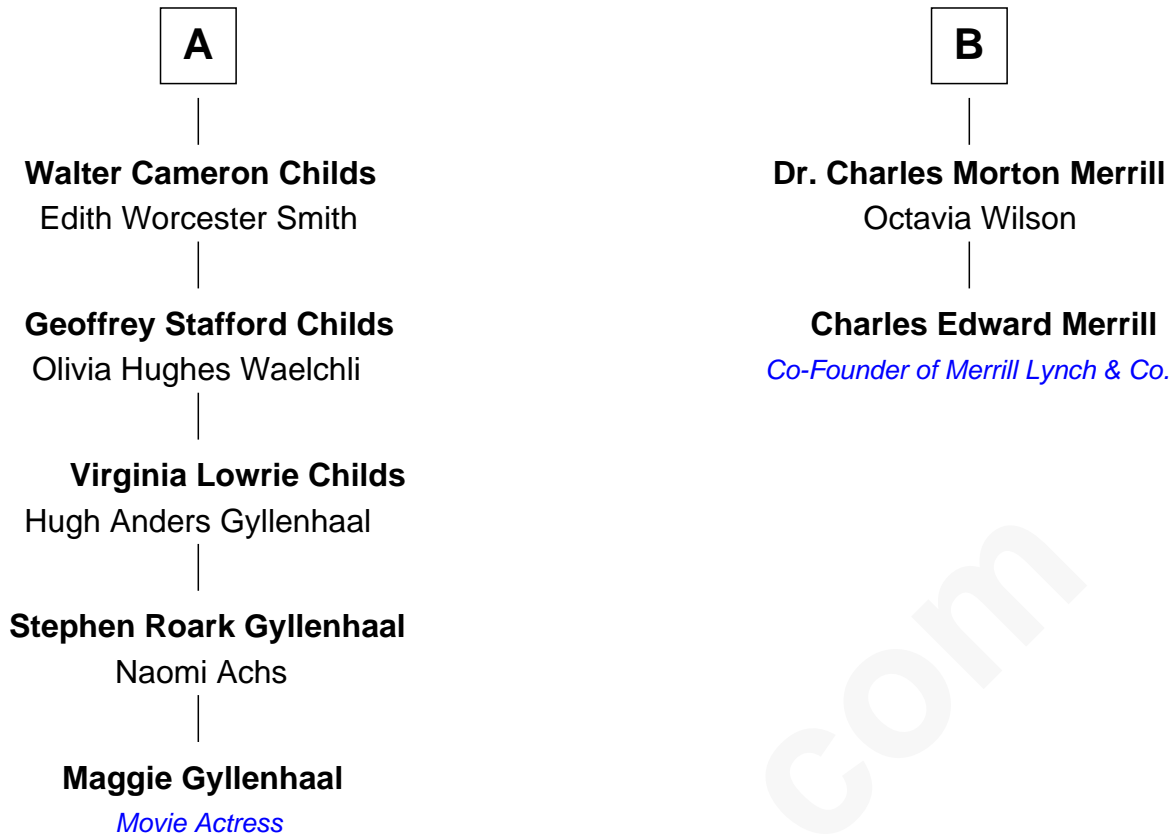 A
Walter Cameron Childs
Edith Worcester Smith
Geoffrey Stafford Childs
Olivia Hughes Waelchli
Virginia Lowrie Childs
Hugh Anders Gyllenhaal
Stephen Roark Gyllenhaal
Naomi Achs
Maggie Gyllenhaal
Movie Actress
B
Dr. Charles Morton Merrill
Octavia Wilson
Charles Edward Merrill
Co-Founder of Merrill Lynch & Co.
com